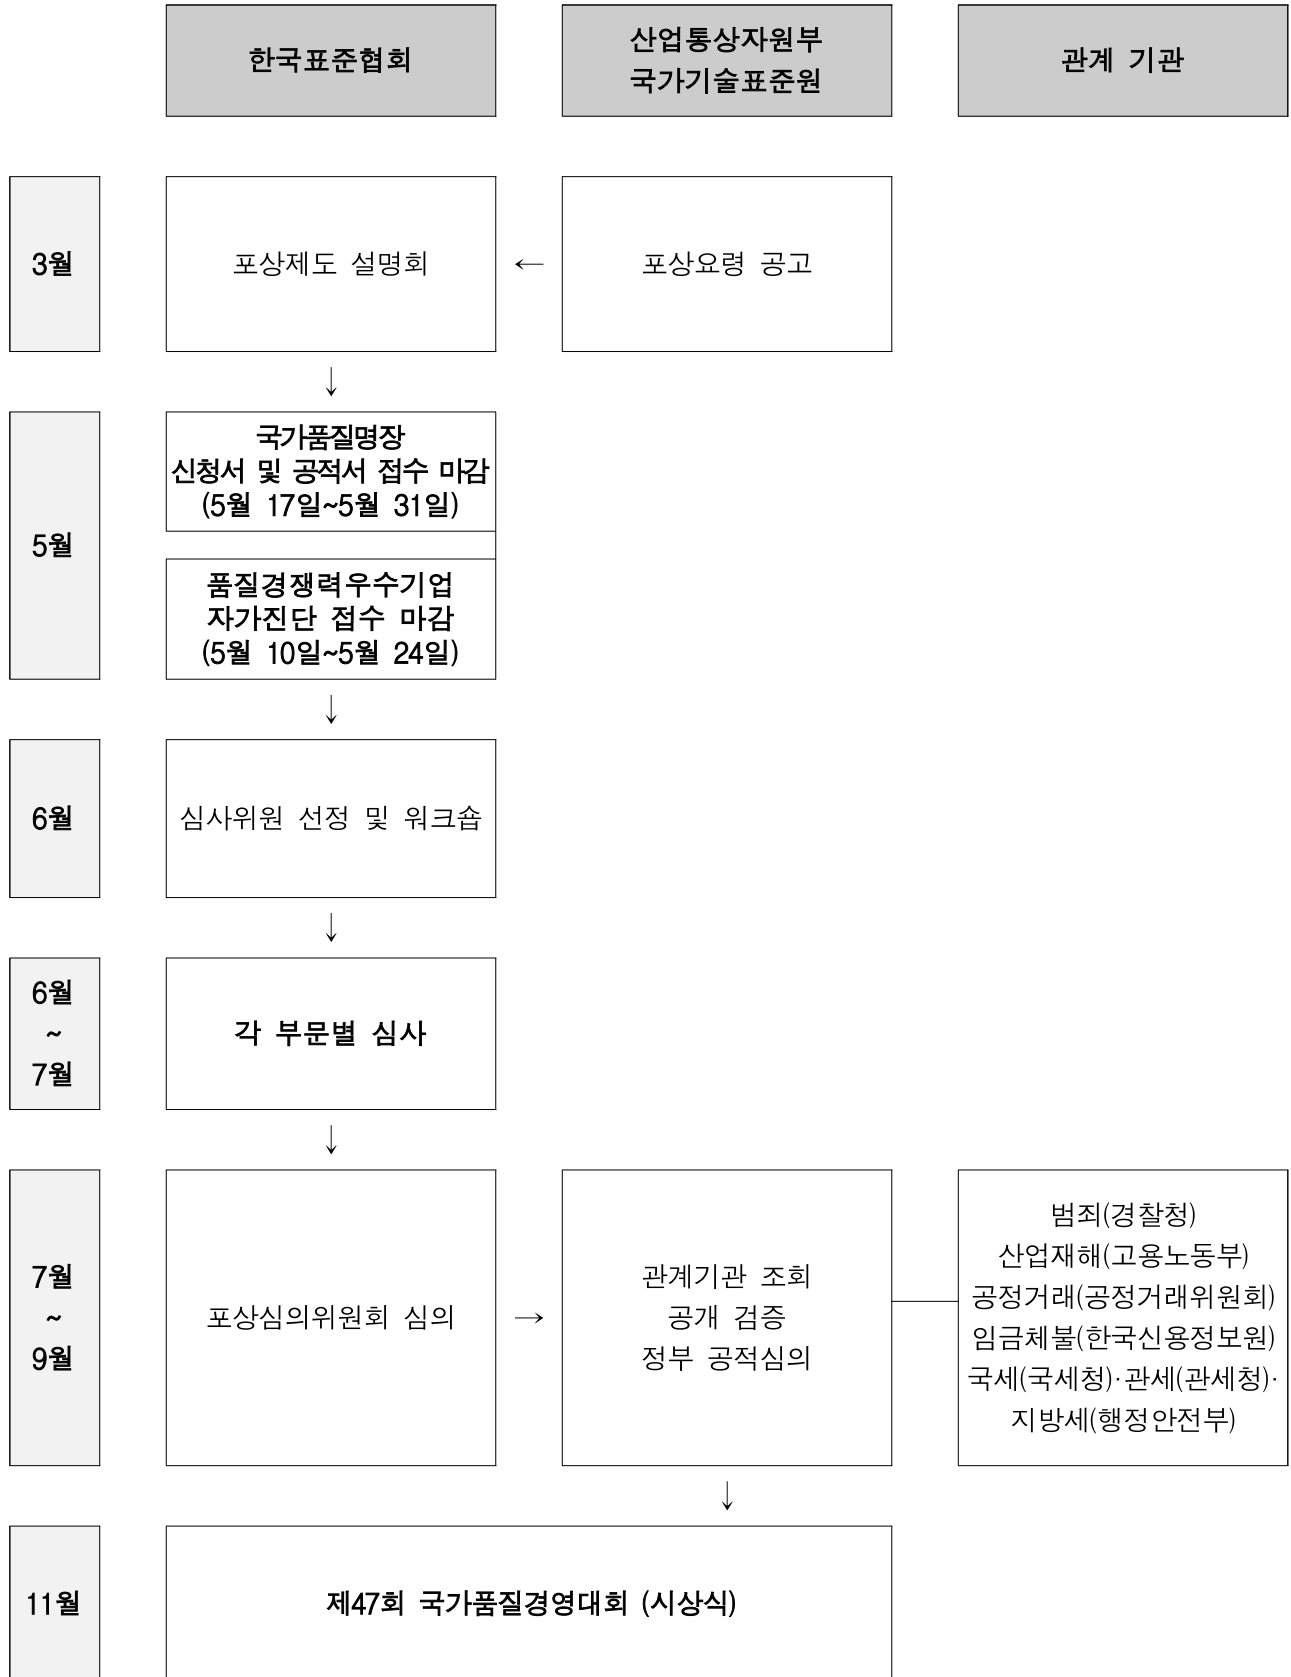 한국표준협회
산업통상자원부
국가기술표준원
관계 기관
3월
포상제도 설명회
←
포상요령 공고
↓
5월
국가품질명장
신청서 및 공적서 접수 마감
(5월 17일~5월 31일)
품질경쟁력우수기업
자가진단 접수 마감
(5월 10일~5월 24일)
↓
6월
심사위원 선정 및 워크숍
↓
6월
~
7월
각 부문별 심사
↓
7월
~
9월
포상심의위원회 심의
→
관계기관 조회
공개 검증
정부 공적심의
범죄(경찰청)
산업재해(고용노동부)
공정거래(공정거래위원회)
임금체불(한국신용정보원)
국세(국세청)·관세(관세청)·
지방세(행정안전부)
↓
11월
제47회 국가품질경영대회 (시상식)